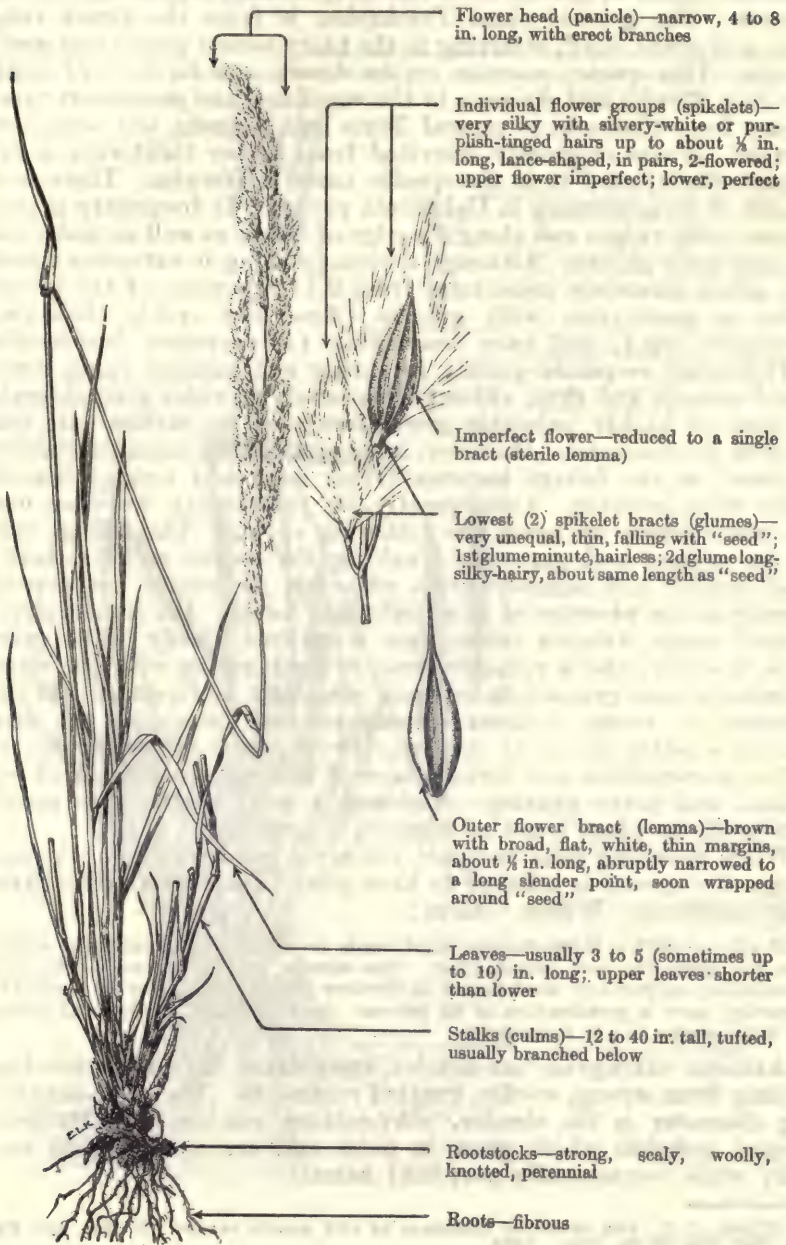 Flower head (panicle)—narrow, 4 to 8
in. long, with erect branches
Individual flower groups (spikelets)—
very silky with silvery-white or pur-
plish-tinged hairs up to about ⅛ in.
long, lance-shaped, in pairs, 2-flowered;
upper flower imperfect; lower, perfect
Imperfect flower—reduced to a single
bract (sterile lemma)
Lowest (2) spikelet bracts (glumes)—
very unequal, thin, falling with "seed";
1st glume minute, hairless; 2d glume long-
silky-hairy, about same length as "seed"
Outer flower bract (lemma)—brown
with broad, flat, white, thin margins,
about ⅛ in. long, abruptly narrowed to
a long slender point, soon wrapped
around "seed"
Leaves—usually 3 to 5 (sometimes up
to 10) in. long; upper leaves shorter
than lower
Stalks (culms)—12 to 40 in. tall, tufted,
usually branched below
ELK
Rootstocks—strong, scaly, woolly,
knotted, perennial
Roots—fibrous